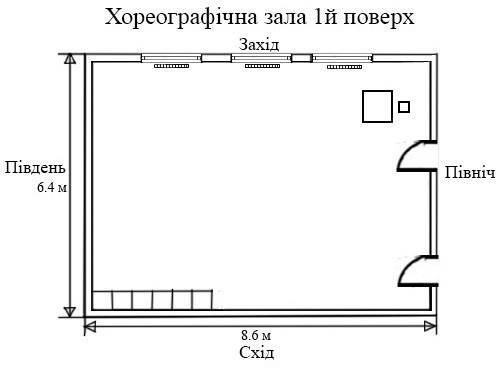 Хореографічна зала 1й поверх
Захід
Південь
6.4 м
Північ
8.6 м
Схід